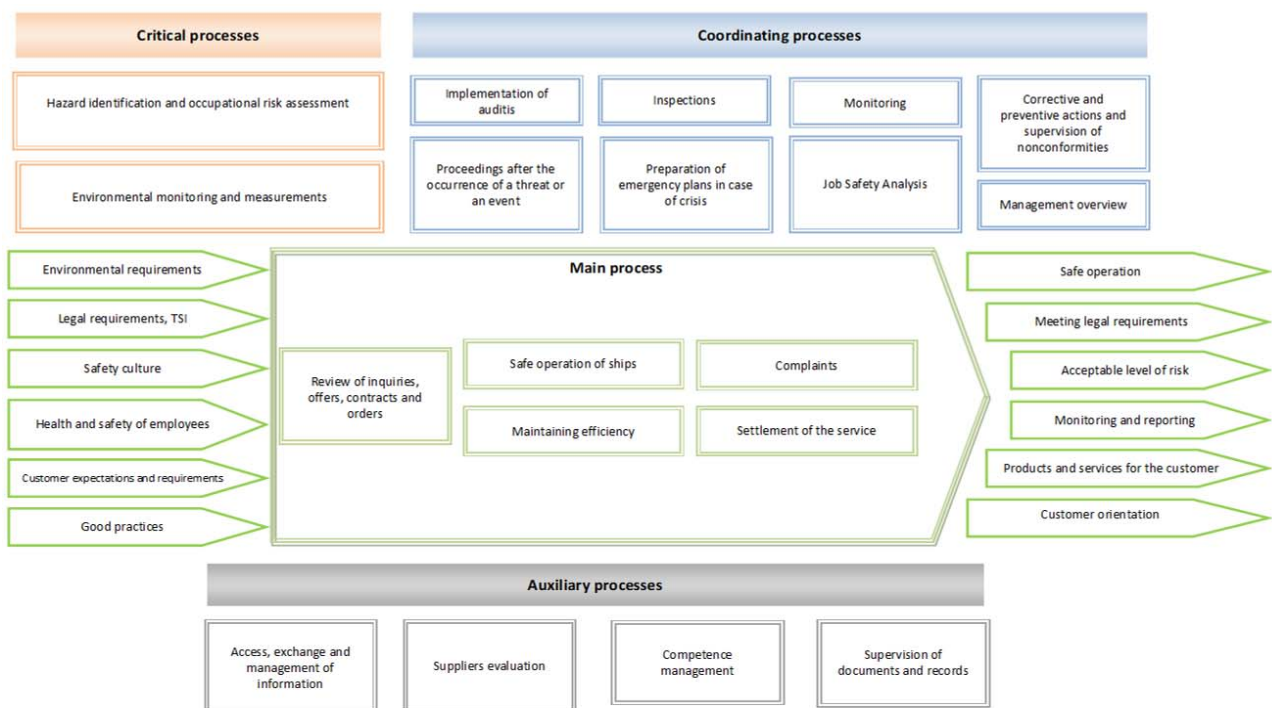 Critical processes
Coordinating processes
Hazard identification and occupational risk assessment
Environmental monitoring and measurements
Implementation of
auditis
Inspections
Monitoring
Corrective and
preventive actions and
supervision of
nonconformities
Proceedings after the
occurrence of a threat or
an event
Preparation of
emergency plans in case
of crisis
Job Safety Analysis
Management overview
Environmental requirements
Legal requirements, TSI
Safety culture
Health and safety of employees
Customer expectations and requirements
Good practices
Main process
Review of inquiries,
offers, contracts and
orders
Safe operation of ships
Complaints
Maintaining efficiency
Settlement of the service
Safe operation
Meeting legal requirements
Acceptable level of risk
Monitoring and reporting
Products and services for the customer
Customer orientation
Auxiliary processes
Access, exchange and
management of
information
Suppliers evaluation
Competence
management
Supervision of
documents and records